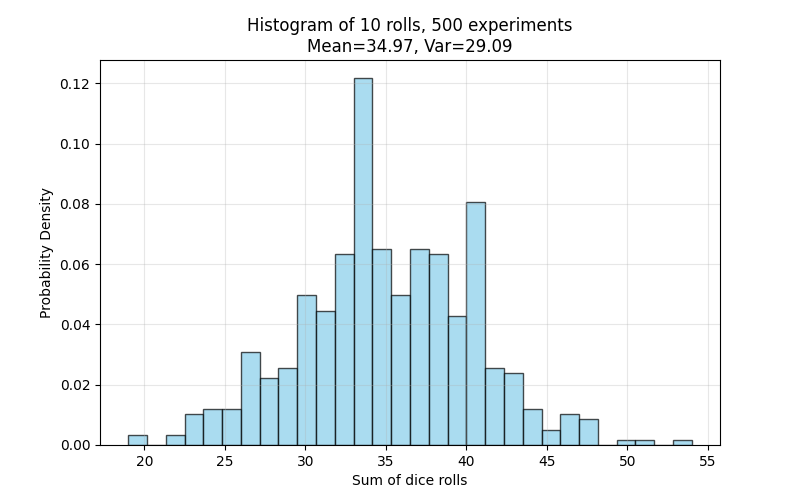 Histogram of 10 rolls, 500 experiments
Mean=34.97, Var=29.09
0.12
0.10
0.08
0.06
0.04
0.02
0.00
Probability Density
20 25 30 35 40 45 50 55
Sum of dice rolls